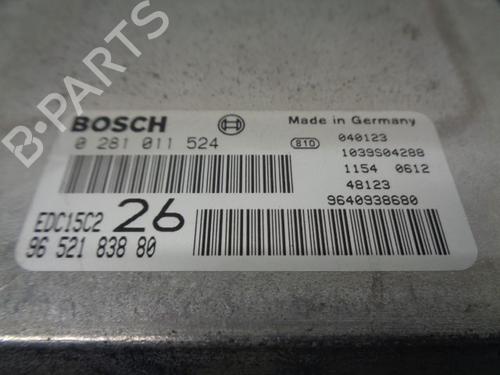 B-PARTS
BOSCH
Made in Germany
0 281 011 524
810
040123
1039S04288
1154 0612
48123
9640938680
EDC15C2 26
96 521 838 80